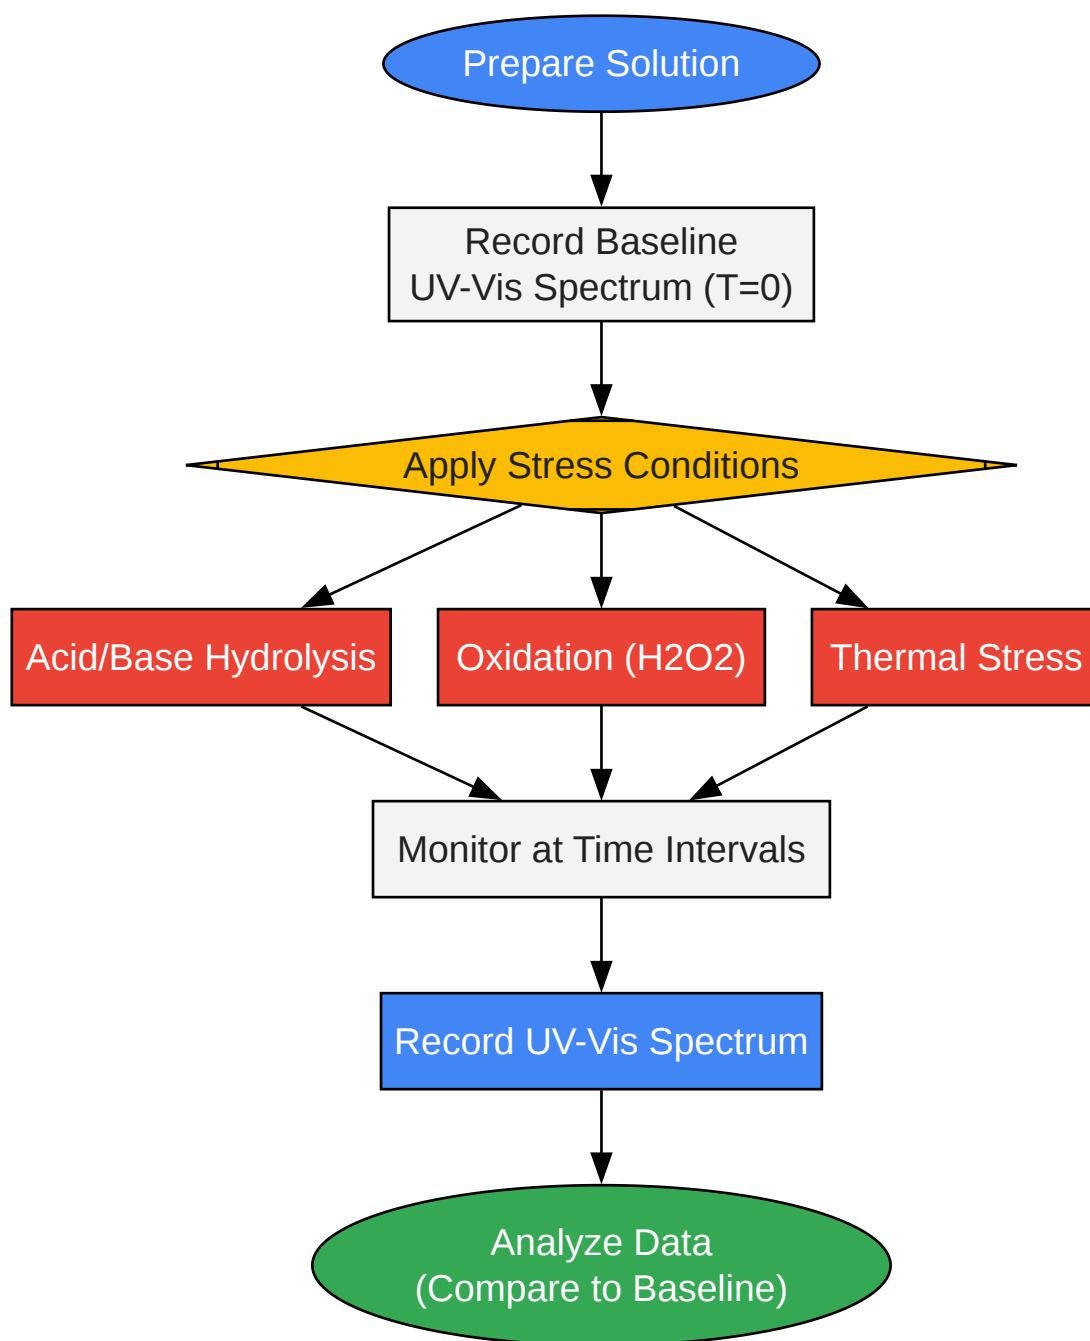 Prepare Solution
Record Baseline
UV-Vis Spectrum (T=0)
Apply Stress Conditions
Acid/Base Hydrolysis
Oxidation (H2O2)
Thermal Stress
Monitor at Time Intervals
Record UV-Vis Spectrum
Analyze Data
(Compare to Baseline)